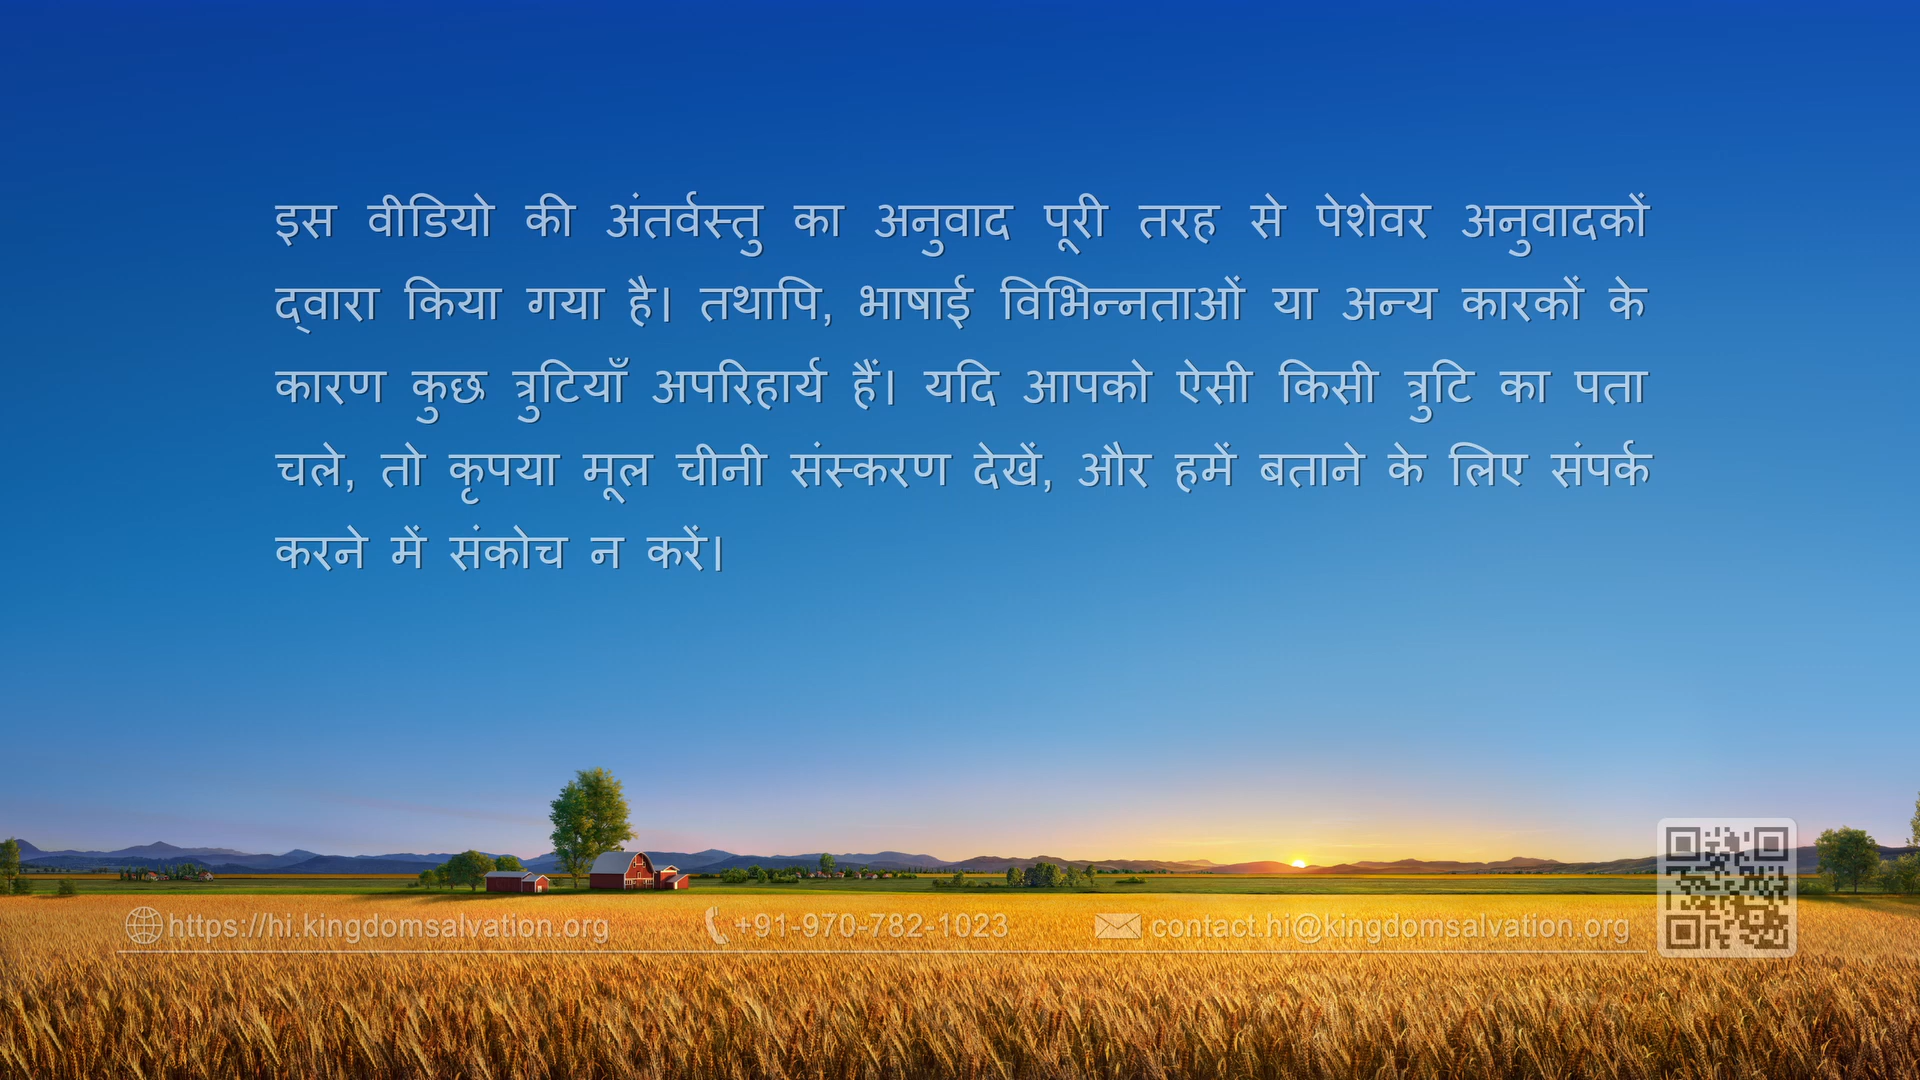 इस वीडियो की अंतर्वस्तु का अनुवाद पूरी तरह से पेशेवर अनुवादकों
द्वारा किया गया है। तथापि, भाषाई विभिन्नताओं या अन्य कारकों के
कारण कुछ त्रुटियाँ अपरिहार्य हैं। यदि आपको ऐसी किसी त्रुटि का पता
चले, तो कृपया मूल चीनी संस्करण देखें, और हमें बताने के लिए संपर्क
करने में संकोच न करें।
https://hi.kingdomsalvation.org +91-970-782-1023 contact.hi@kingdomsalvation.org